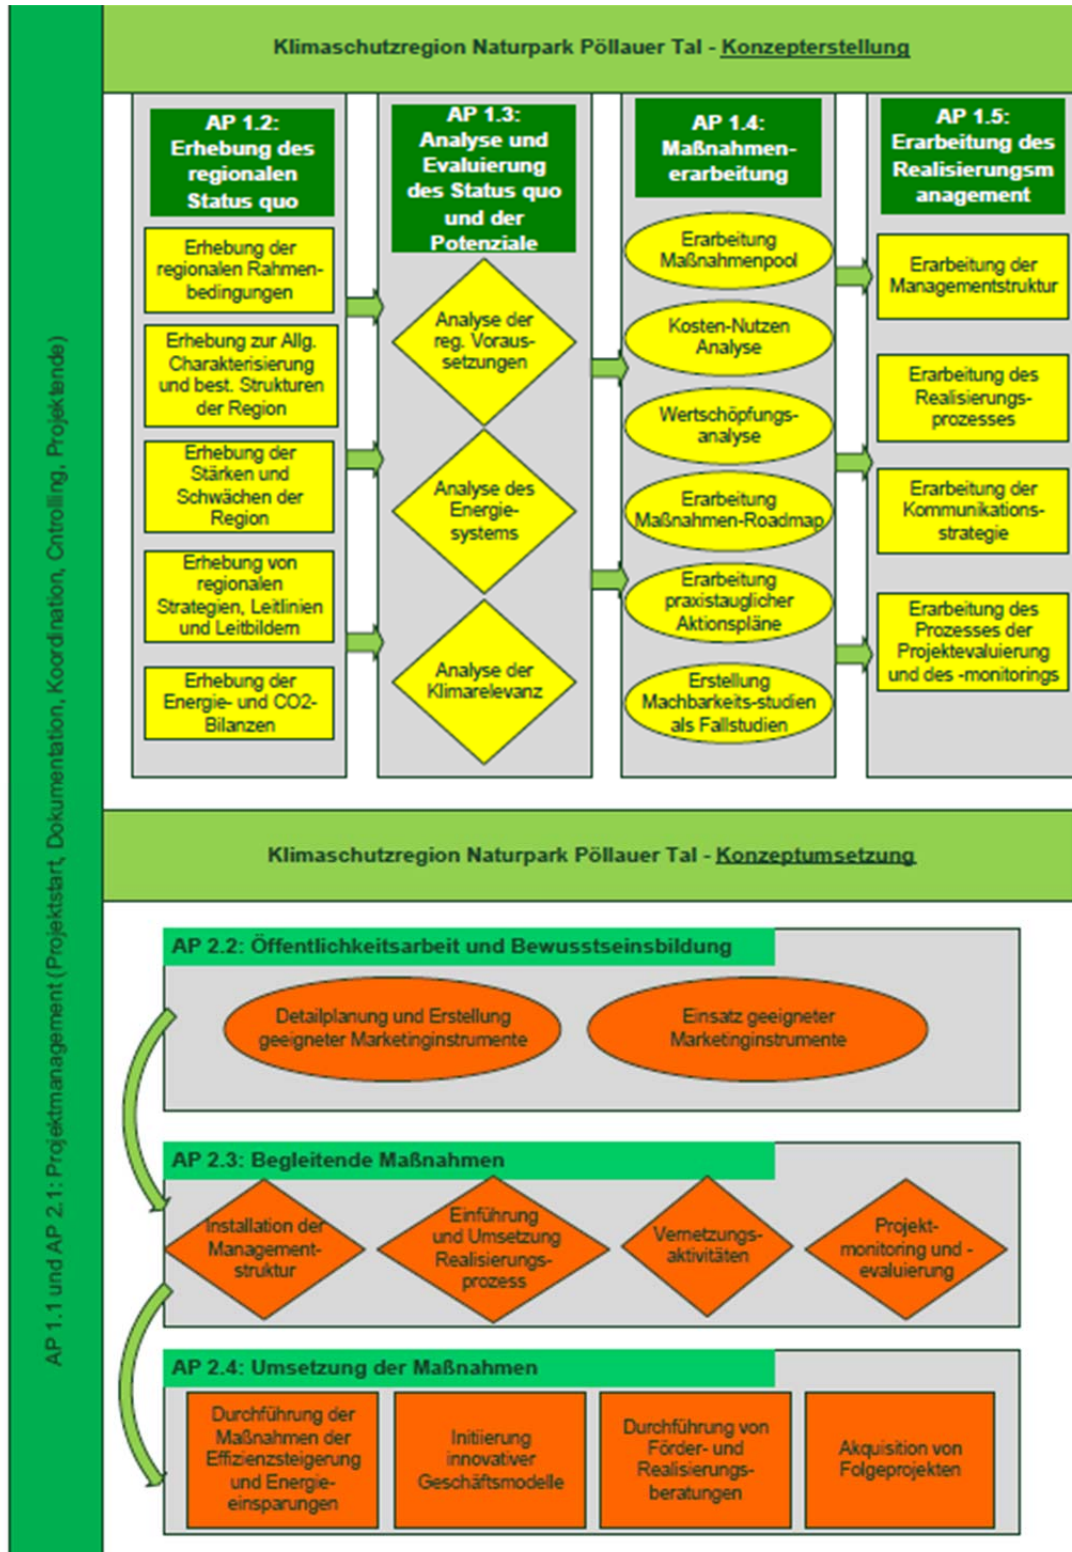 AP 1.1 und AP 2.1: Projektmanagement (Projektstart, Dokumentation, Koordination, Cntrolling, Projektende)
Klimaschutzregion Naturpark Pöllauer Tal - Konzepterstellung
AP 1.2:
Erhebung des
regionalen
Status quo
Erhebung der
regionalen Rahmen-
bedingungen
Erhebung zur Allg.
Charakterisierung
und best. Strukturen
der Region
Erhebung der
Stärken und
Schwächen der
Region
Erhebung von
regionalen
Strategien, Leitlinien
und Leitbildern
Erhebung der
Energie- und CO2-
Bilanzen
AP 1.3:
Analyse und
Evaluierung
des Status quo
und der
Potenziale
Analyse der
reg. Voraus-
setzungen
Analyse des
Energie-
systems
Analyse der
Klimarelevanz
AP 1.4:
Maßnahmen-
erarbeitung
Erarbeitung
Maßnahmenpool
Kosten-Nutzen
Analyse
Wertschöpfungs-
analyse
Erarbeitung
Maßnahmen-Roadmap
Erarbeitung
praxistauglicher
Aktionspläne
Erstellung
Machbarkeits-studien
als Fallstudien
AP 1.5:
Erarbeitung des
Realisierungsm
anagement
Erarbeitung der
Managementstruktur
Erarbeitung des
Realisierungs-
prozesses
Erarbeitung der
Kommunikations-
strategie
Erarbeitung des
Prozesses der
Projektevaluierung
und des -monitorings
Klimaschutzregion Naturpark Pöllauer Tal - Konzeptumsetzung
AP 2.2: Öffentlichkeitsarbeit und Bewusstseinsbildung
Detailplanung und Erstellung
geeigneter Marketinginstrumente
Einsatz geeigneter
Marketinginstrumente
AP 2.3: Begleitende Maßnahmen
Installation der
Management-
struktur
Einführung
und Umsetzung
Realisierungs-
prozess
Vernetzungs-
aktivitäten
Projekt-
monitoring und -
evaluierung
AP 2.4: Umsetzung der Maßnahmen
Durchführung der
Maßnahmen der
Effizienzsteigerung
und Energie-
einsparungen
Initiierung
innovativer
Geschäftsmodelle
Durchführung von
Förder- und
Realisierungs-
beratungen
Akquisition von
Folgeprojekten